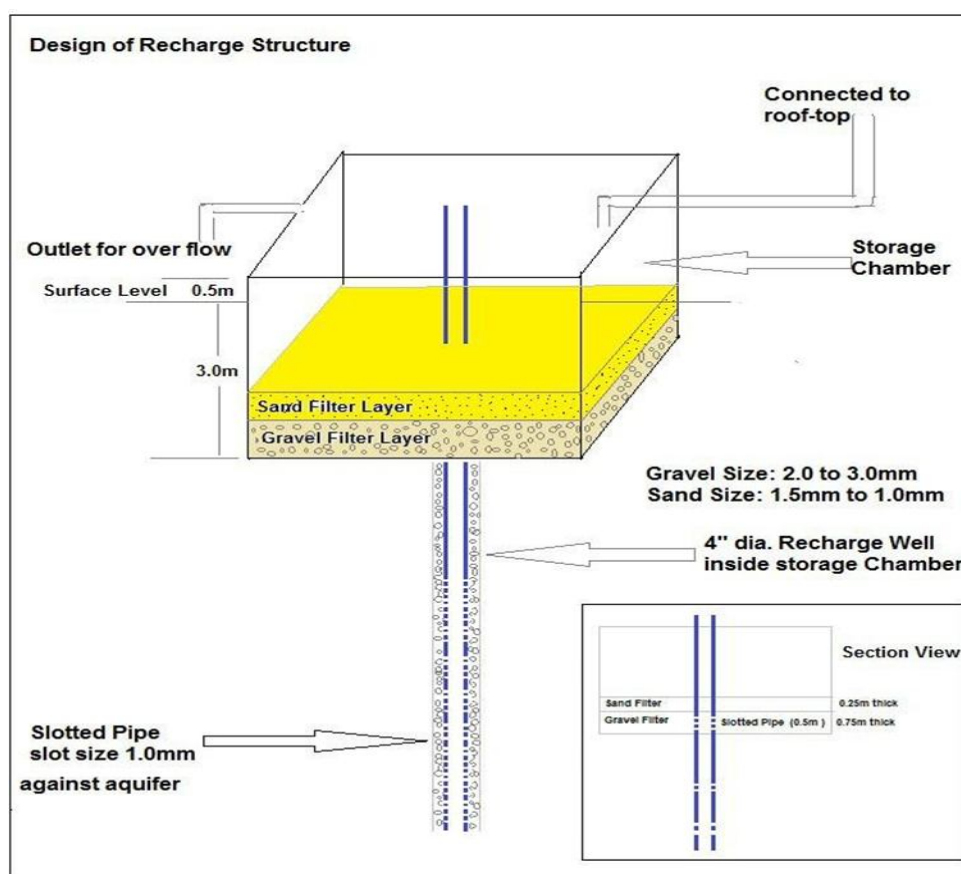 Design of Recharge Structure
Connected to
roof-top
Outlet for over flow
Storage
Chamber
Surface Level 0.5m
3.0m
Sand Filter Layer
Gravel Filter Layer
Gravel Size: 2.0 to 3.0mm
Sand Size: 1.5mm to 1.0mm
4" dia. Recharge Well
inside storage Chamber
Slotted Pipe
slot size 1.0mm
against aquifer
Section View
Sand Filter 0.25m thick
Gravel Filter Slotted Pipe (0.5m ) 0.75m thick